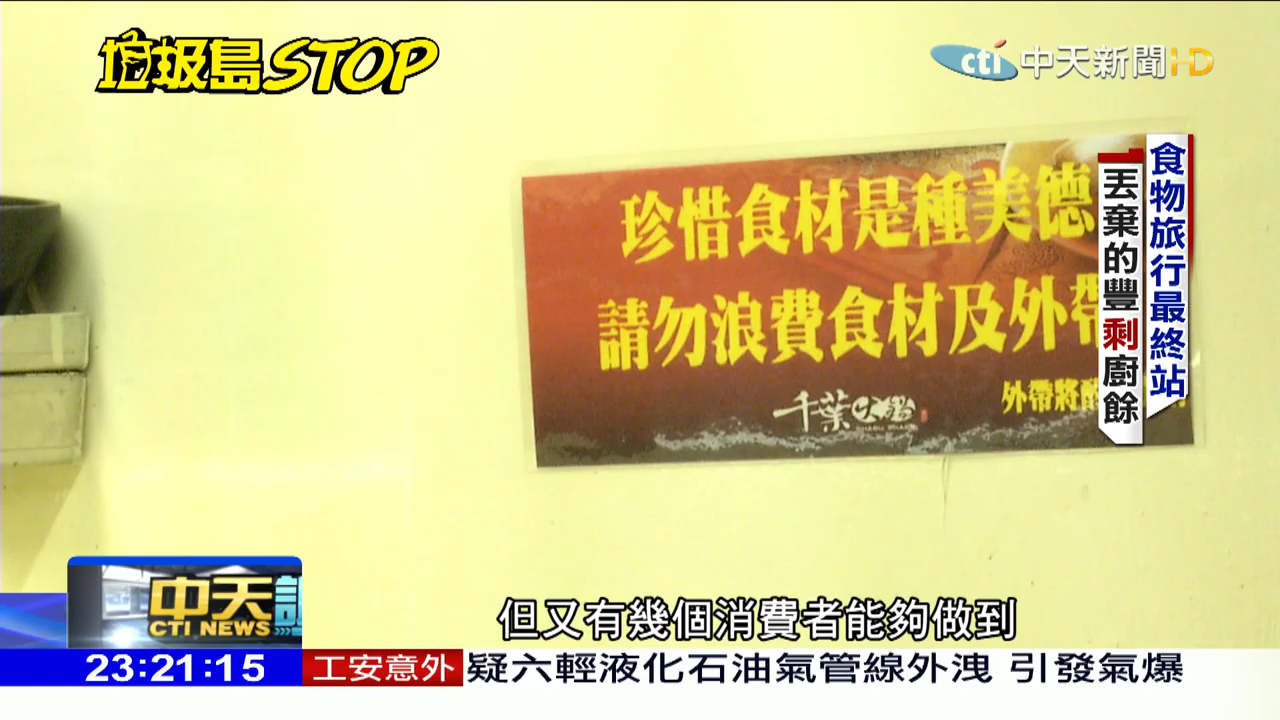 垃圾島STOP
cti 中天新聞HD
食物旅行最終站
丟棄的豐剩廚餘
珍惜食材是種美德
請勿浪費食材及外帶
千葉火鍋
外帶將酌
中天
CTI NEWS
但又有幾個消費者能夠做到
23:21:15
工安意外 疑六輕液化石油氣管線外洩 引發氣爆